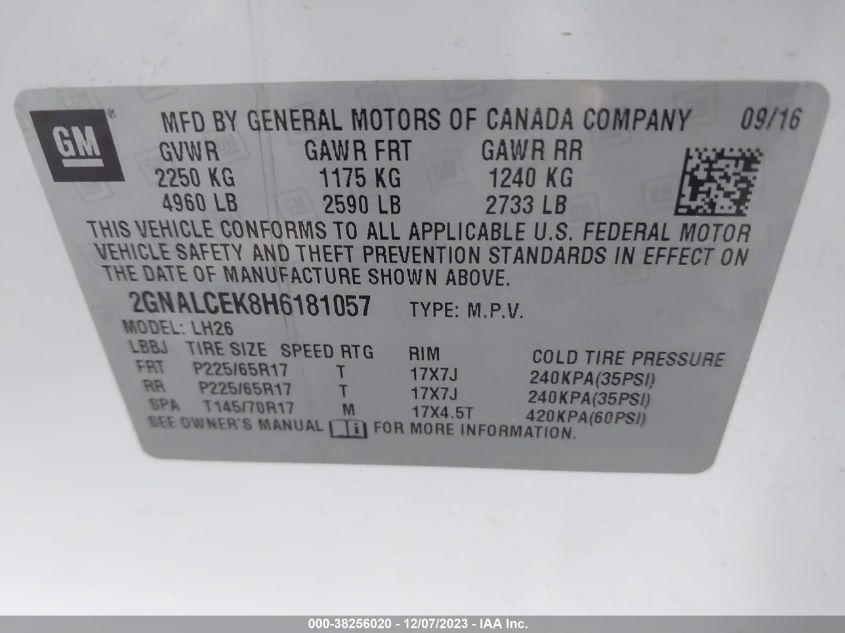 GM ® MFD BY GENERAL MOTORS OF CANADA COMPANY 09/16
GVWR GAWR FRT GAWR RR
2250 KG 1175 KG 1240 KG
4960 LB 2590 LB 2733 LB
THIS VEHICLE CONFORMS TO ALL APPLICABLE U.S. FEDERAL MOTOR
VEHICLE SAFETY AND THEFT PREVENTION STANDARDS IN EFFECT ON
THE DATE OF MANUFACTURE SHOWN ABOVE.
2GNALCEK8H6181057 TYPE: M.P.V.
MODEL: LH26
LBBJ TIRE SIZE SPEED RTG RIM COLD TIRE PRESSURE
FRT P225/65R17 T 17X7J 240KPA(35PSI)
RR P225/65R17 T 17X7J 240KPA(35PSI)
SPA T145/70R17 M 17X4.5T 420KPA(60PSI)
SEE OWNER'S MANUAL i FOR MORE INFORMATION.
000-38256020 - 12/07/2023 - IAA Inc.